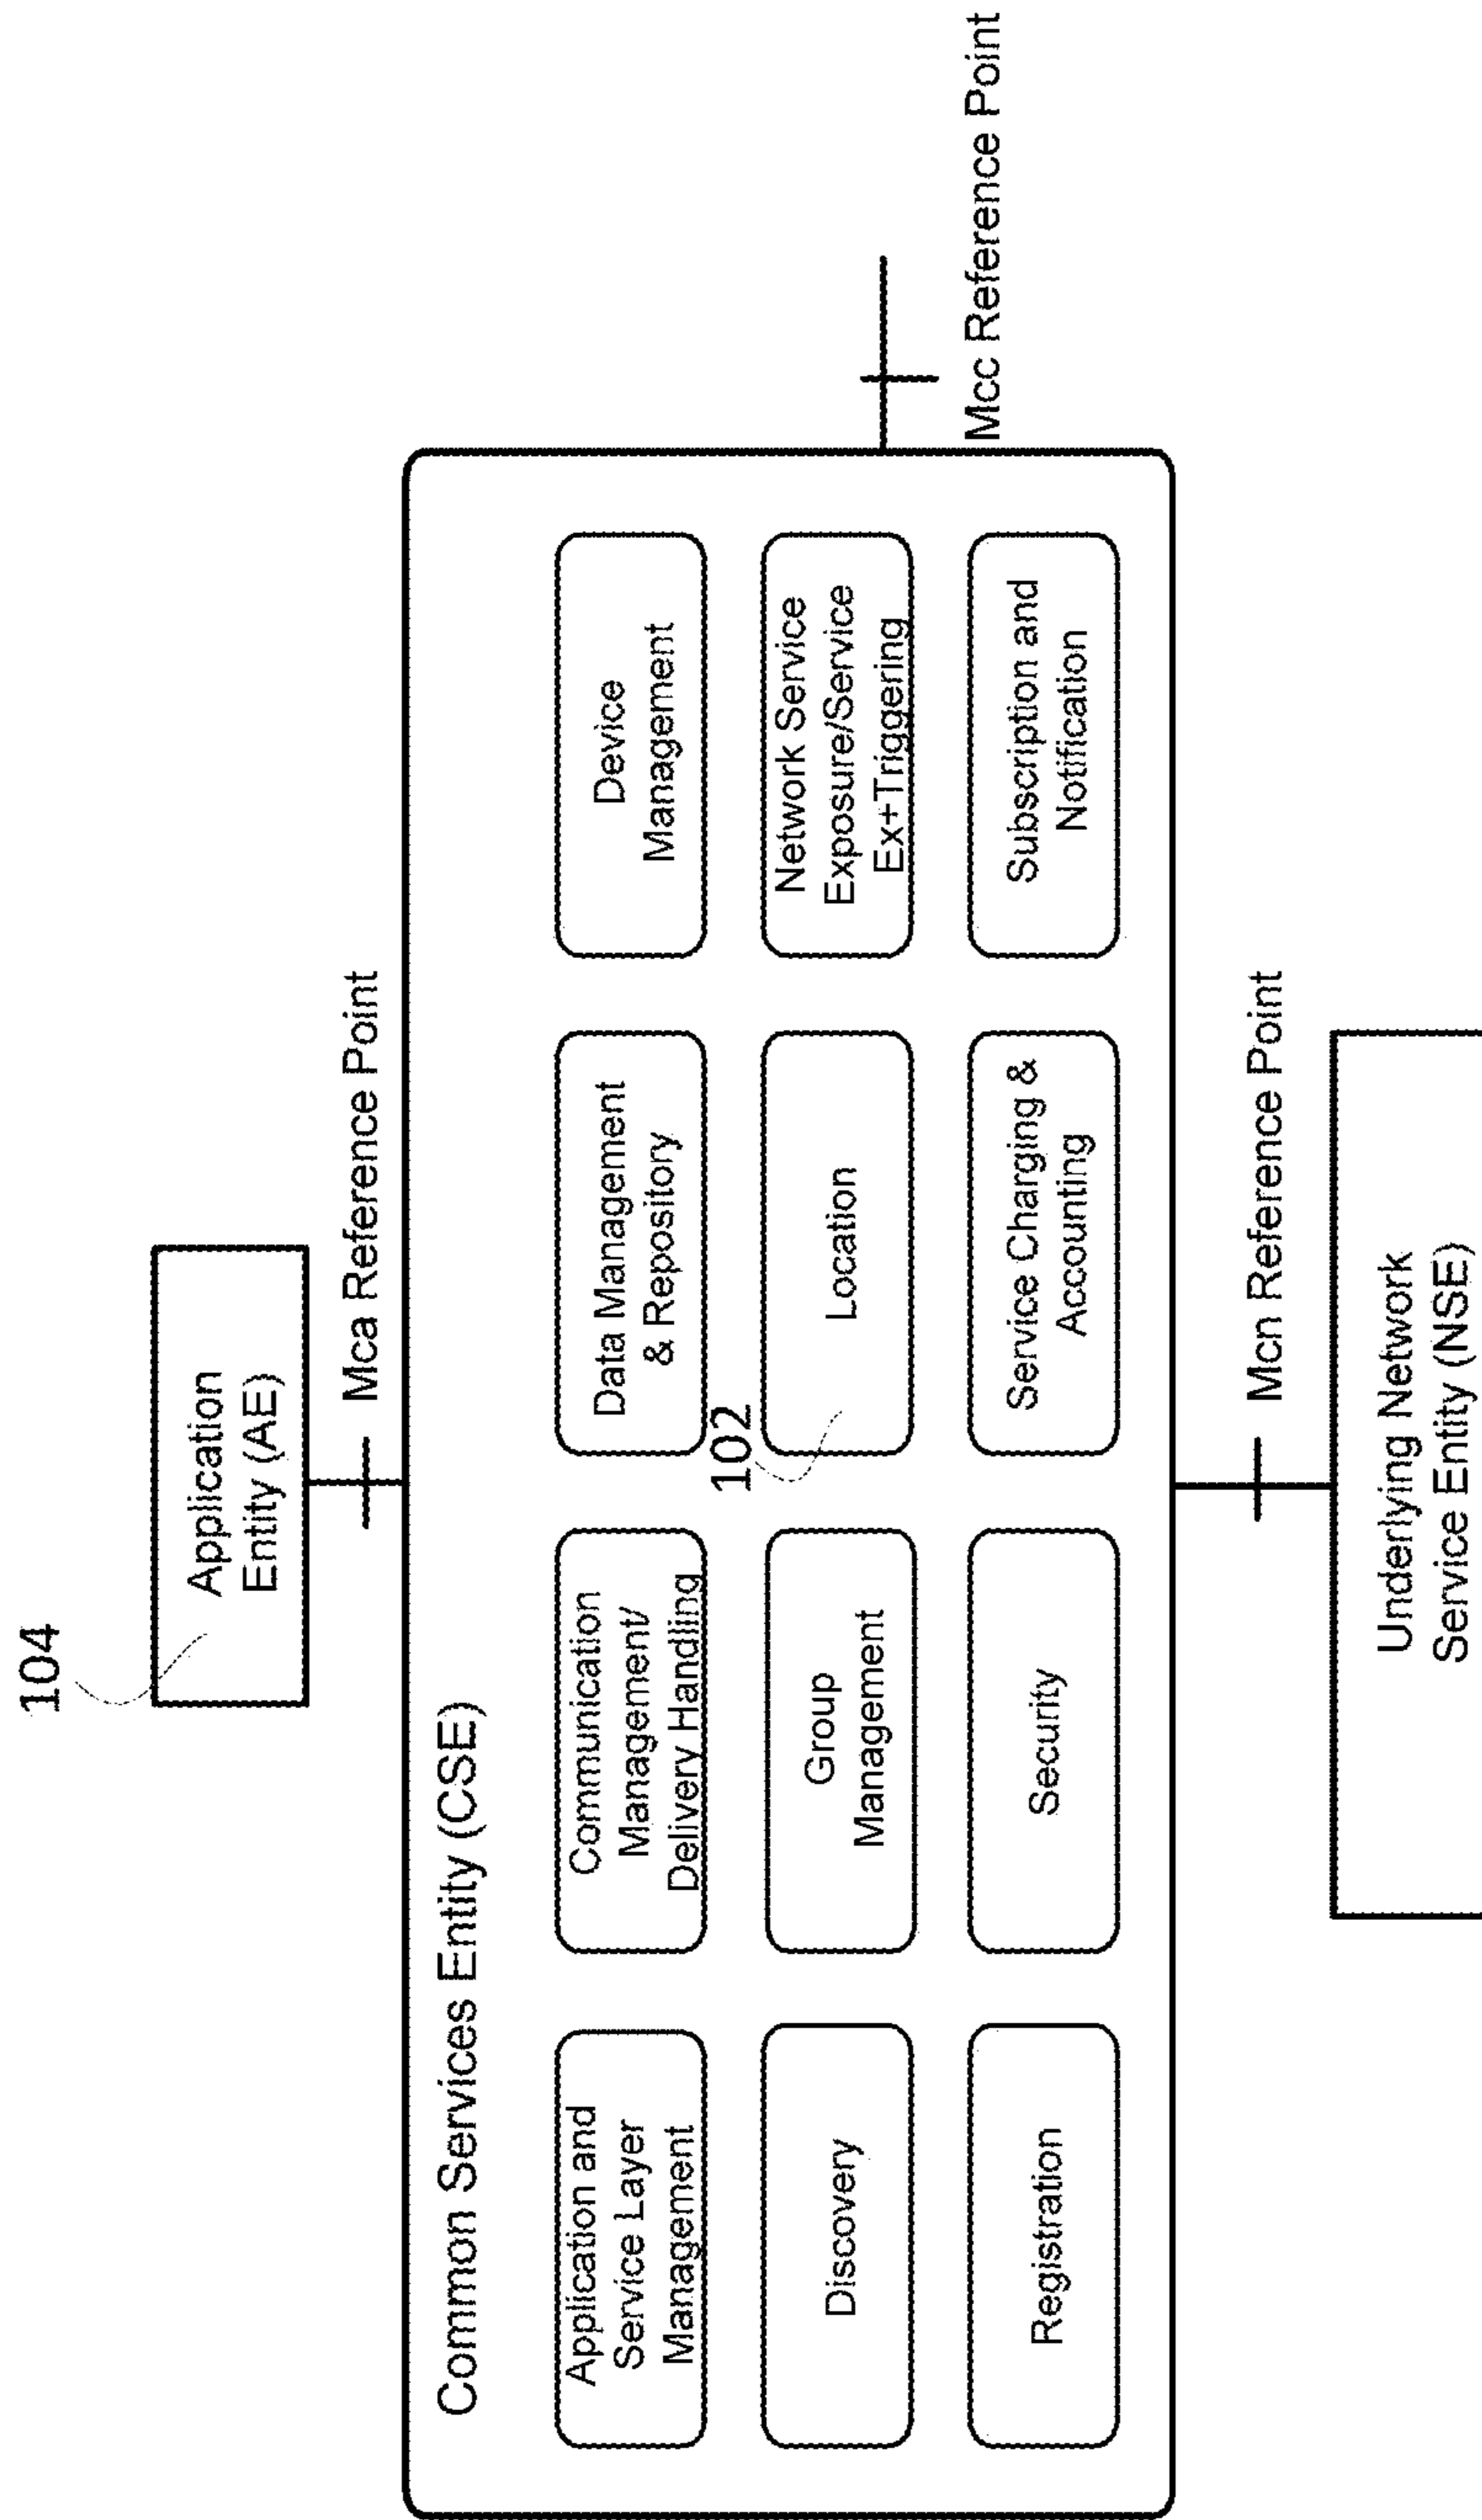 104
Application
Entity (AE)
Mca Reference Point
Common Services Entity (CSE)
Application and
Service Layer
Management
Communication
Management/
Delivery Handling
Data Management
& Repository
Device
Management
102
Discovery
Group
Management
Location
Network Service
Exposure/Service
Ex+Triggering
Registration
Security
Service Charging &
Accounting
Subscription and
Notification
Mcc Reference Point
Mcn Reference Point
Underlying Network
Service Entity (NSE)